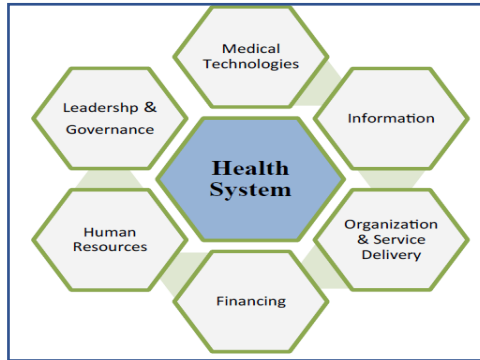 Medical
Technologies
Leadershp &
Governance
Information
Health
System
Human
Resources
Organization
& Service
Delivery
Financing